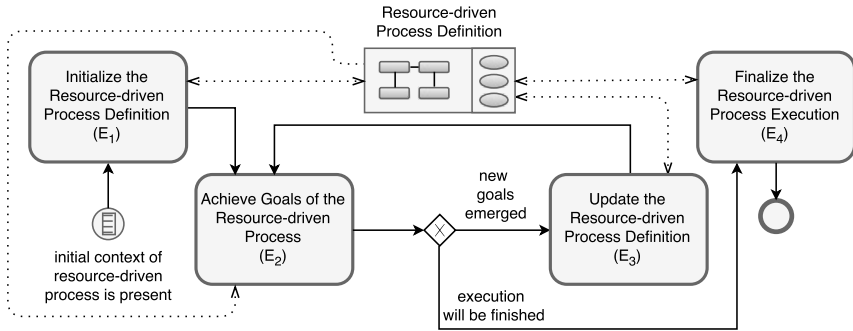 Resource-driven
Process Definition
Initialize the
Resource-driven
Process Definition
(E1)
Finalize the
Resource-driven
Process Execution
(E4)
Achieve Goals of the
Resource-driven
Process
(E2)
new
goals
emerged
X
Update the
Resource-driven
Process Definition
(E3)
initial context of
resource-driven
process is present
execution
will be finished